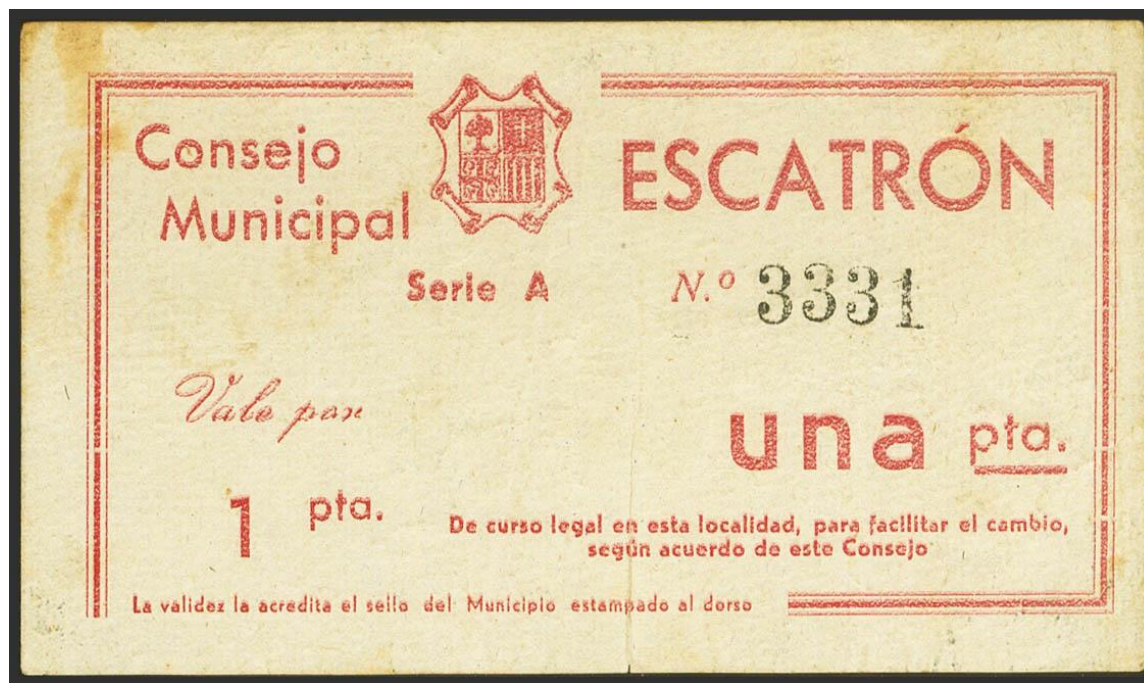 Consejo
Municipal
ESCATRÓN
Serie A
N.º 3331
Vale por
una pta.
1 pta.
De curso legal en esta localidad, para facilitar el cambio,
según acuerdo de este Consejo
La validez la acredita el sello del Municipio estampado al dorso